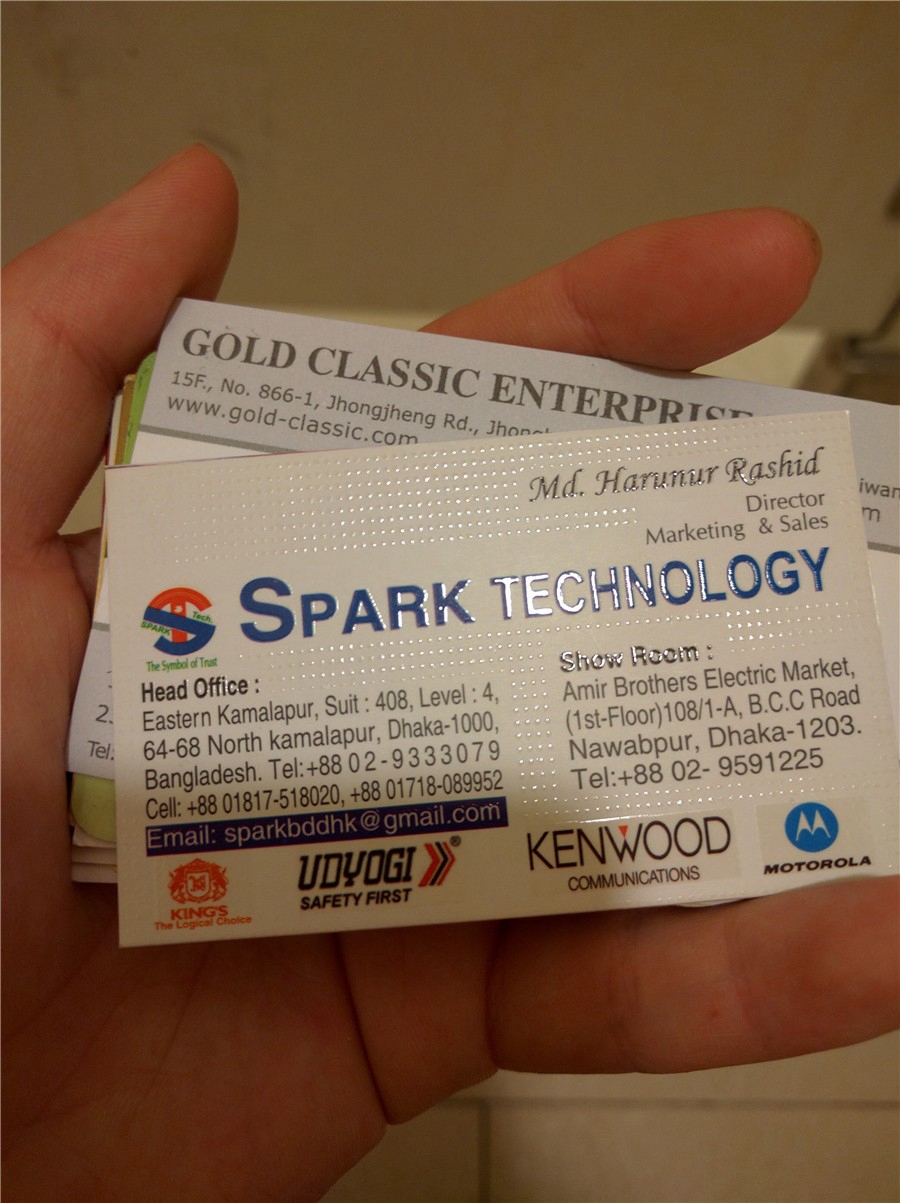 GOLD CLASSIC ENTERPRISE
15F., No. 866-1, Jhongjheng Rd.,
www.gold-classic.com
Md. Harunur Rashid
Director
Marketing & Sales
SPARK TECHNOLOGY
Tech.
SPARK
The Symbol of Trust
Head Office :
Eastern Kamalapur, Suit : 408, Level : 4,
64-68 North kamalapur, Dhaka-1000,
Bangladesh. Tel:+88 02-9333079
Cell: +88 01817-518020, +88 01718-089952
Email: sparkbddhk@gmail.com
Show Room :
Amir Brothers Electric Market,
(1st-Floor)108/1-A, B.C.C Road
Nawabpur, Dhaka-1203.
Tel:+88 02- 9591225
Tel:
KING'S
The Logical Choice
UDYOGI ®
SAFETY FIRST
KENWOOD
COMMUNICATIONS
MOTOROLA